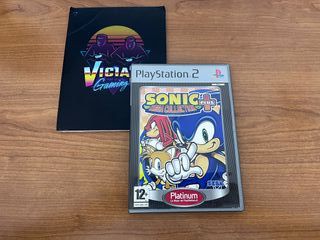 VICIA
Gaming
PlayStation 2
SONIC
MEGA COLLECTION
PLUS
12+
Platinum
SEGA